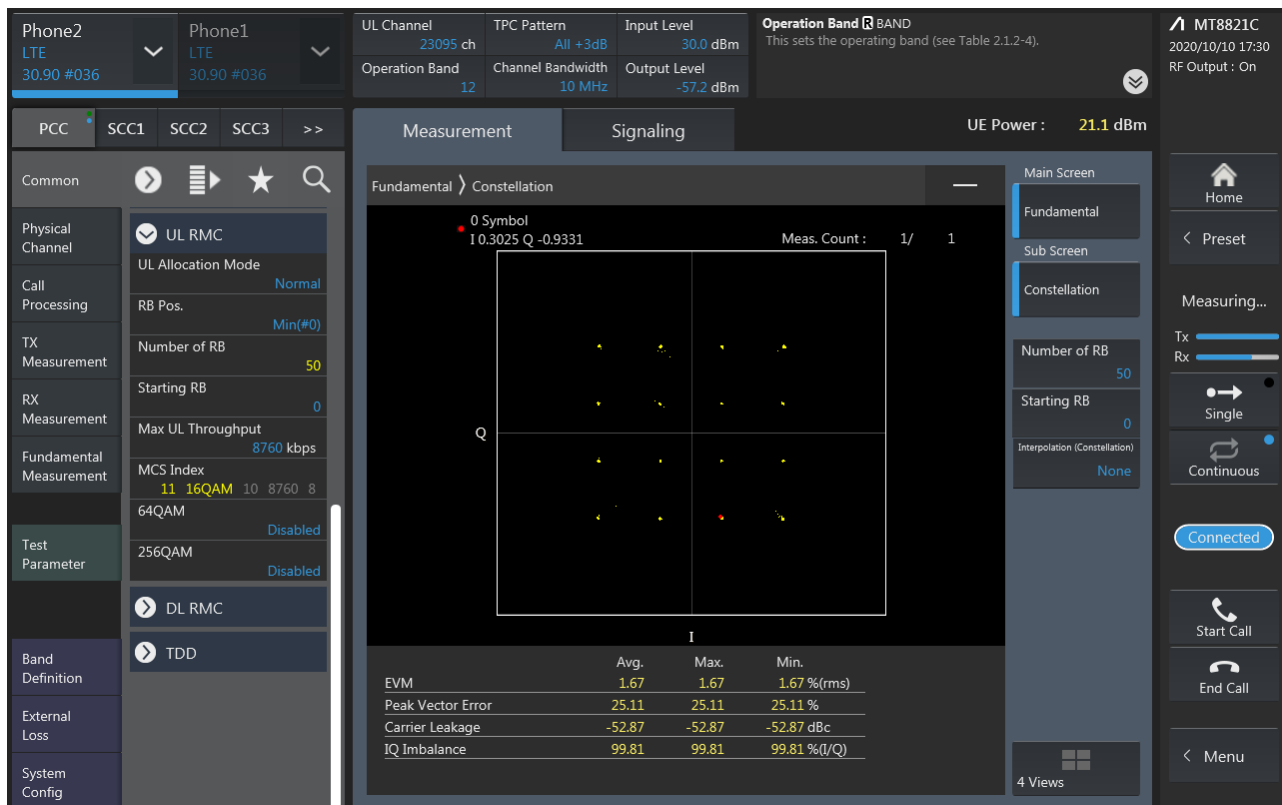 Phone2
LTE
30.90 #036
Phone1
LTE
30.90 #036
UL Channel
23095 ch
TPC Pattern
All +3dB
Input Level
30.0 dBm
Operation Band
12
Channel Bandwidth
10 MHz
Output Level
-57.2 dBm
Operation Band R BAND
This sets the operating band (see Table 2.1.2-4).
MT8821C
2020/10/10 17:30
RF Output : On
PCC
SCC1
SCC2
SCC3
>>
Measurement
Signaling
UE Power : 21.1 dBm
Common
Physical
Channel
Call
Processing
TX
Measurement
RX
Measurement
Fundamental
Measurement
Test
Parameter
Band
Definition
External
Loss
System
Config
UL RMC
UL Allocation Mode
Normal
RB Pos.
Min(#0)
Number of RB
50
Starting RB
0
Max UL Throughput
8760 kbps
MCS Index
11 16QAM 10 8760 8
64QAM
Disabled
256QAM
Disabled
DL RMC
TDD
Fundamental 〉 Constellation
0 Symbol
I 0.3025 Q -0.9331
Meas. Count : 1/ 1
Q
I
Avg. Max. Min.
EVM 1.67 1.67 1.67 %(rms)
Peak Vector Error 25.11 25.11 25.11 %
Carrier Leakage -52.87 -52.87 -52.87 dBc
IQ Imbalance 99.81 99.81 99.81 %(I/Q)
Main Screen
Fundamental
Sub Screen
Constellation
Number of RB
50
Starting RB
0
Interpolation (Constellation)
None
4 Views
Home
< Preset
Measuring...
Tx
Rx
Single
Continuous
Connected
Start Call
End Call
< Menu